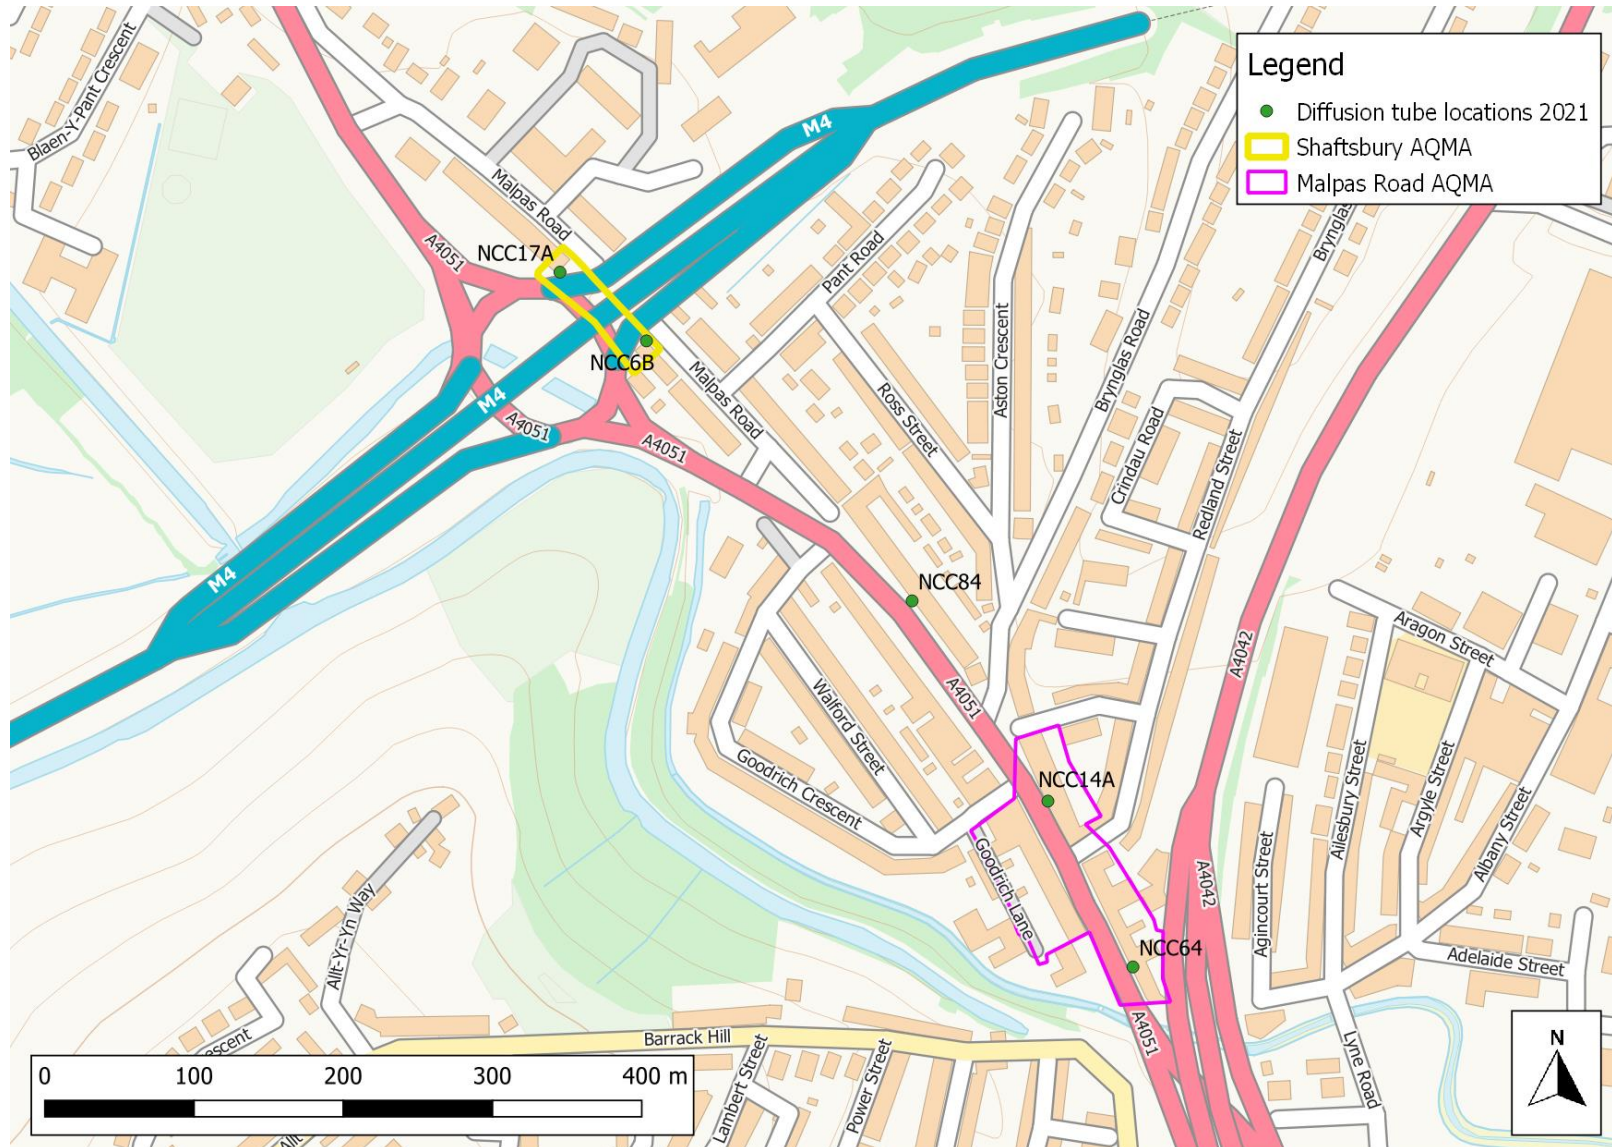 Legend
Diffusion tube locations 2021
Shaftsbury AQMA
Malpas Road AQMA
Blaen-Y-Pant Crescent
M4
Malpas Road
A4051
NCC17A
Pant Road
Brynglas
NCC6B
M4
A4051
Malpas Road
A4051
Ross Street
Aston Crescent
Brynglas Road
Crindau Road
Redland Street
M4
NCC84
A4051
Walford Street
Goodrich Crescent
NCC14A
A4042
Aragon Street
Ailesbury Street
Argyle Street
Albany Street
Agincourt Street
Goodrich Lane
A4042
NCC64
Adelaide Street
Allt-Yr-Yn Way
escent
Barrack Hill
A4051
Lyne Road
Lambert Street
Power Street
Allt
0 100 200 300 400 m
N